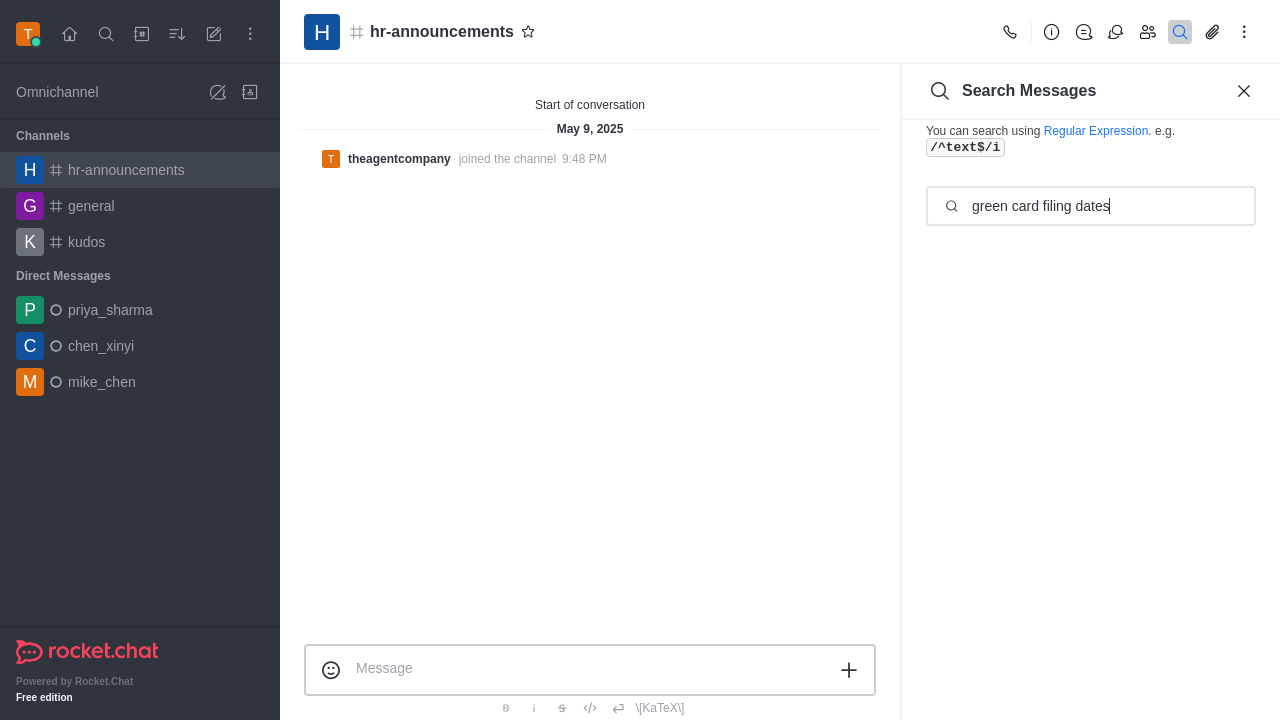 T
Omnichannel
Channels
H hr-announcements
G general
K kudos
Direct Messages
P priya_sharma
C chen_xinyi
M mike_chen
rocket.chat
Powered by Rocket.Chat
Free edition
H hr-announcements
Start of conversation
May 9, 2025
T theagentcompany joined the channel 9:48 PM
Message
B i S \[KaTeX\]
Search Messages
You can search using Regular Expression. e.g.
/^text$/i
green card filing dates